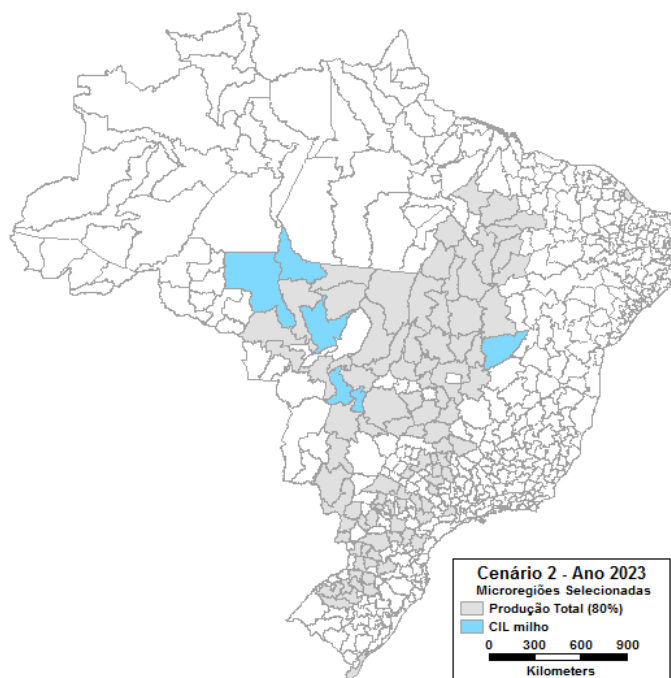 Cenário 2 - Ano 2023
Microregiões Selecionadas
Produção Total (80%)
CIL milho
0 300 600 900
Kilometers